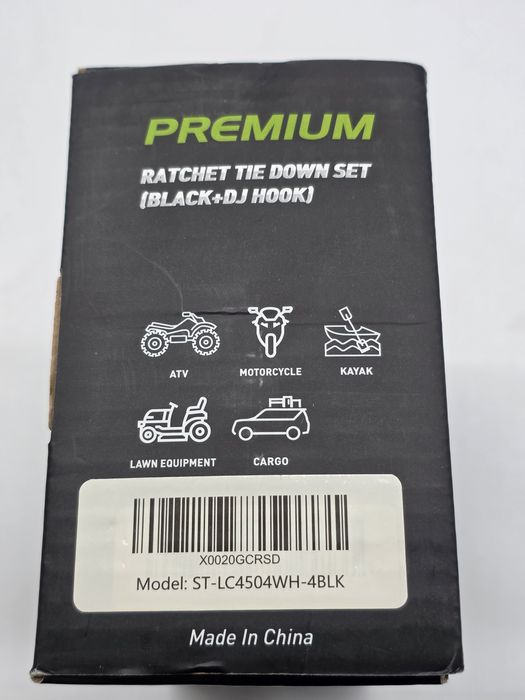 PREMIUM
RATCHET TIE DOWN SET
(BLACK+DJ HOOK)
ATV
MOTORCYCLE
KAYAK
LAWN EQUIPMENT
CARGO
X0020GCRSD
Model: ST-LC4504WH-4BLK
Made In China